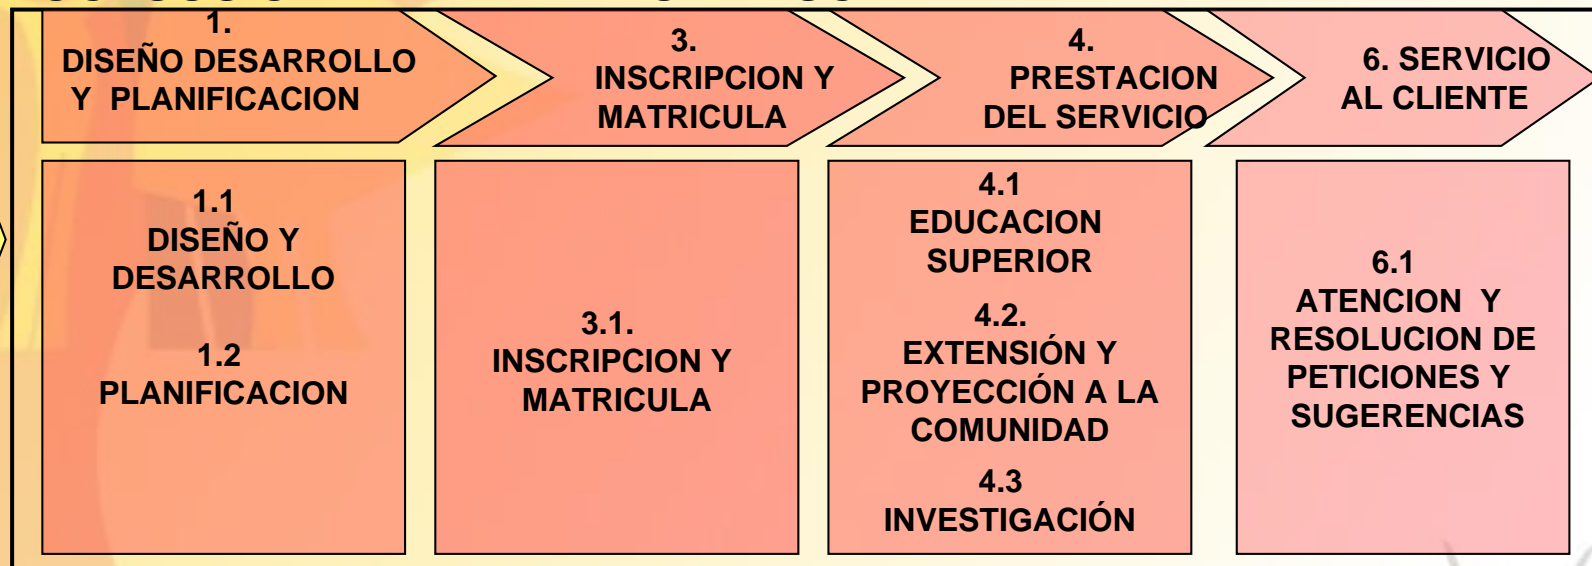 1.
DISEÑO DESARROLLO
Y PLANIFICACION
3.
INSCRIPCION Y
MATRICULA
4.
PRESTACION
DEL SERVICIO
6. SERVICIO
AL CLIENTE
1.1
DISEÑO Y
DESARROLLO
1.2
PLANIFICACION
3.1.
INSCRIPCION Y
MATRICULA
4.1
EDUCACION
SUPERIOR
4.2.
EXTENSIÓN Y
PROYECCIÓN A LA
COMUNIDAD
4.3
INVESTIGACIÓN
6.1
ATENCION Y
RESOLUCION DE
PETICIONES Y
SUGERENCIAS